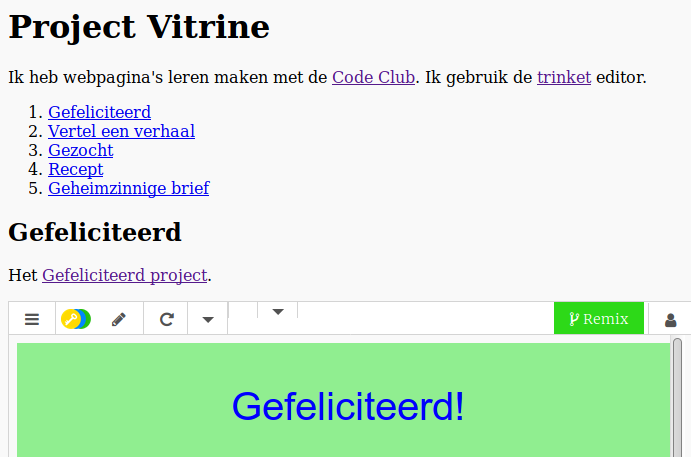 Project Vitrine
Ik heb webpagina's leren maken met de Code Club. Ik gebruik de trinket editor.
1. Gefeliciteerd
2. Vertel een verhaal
3. Gezocht
4. Recept
5. Geheimzinnige brief
Gefeliciteerd
Het Gefeliciteerd project.
Remix
Gefeliciteerd!